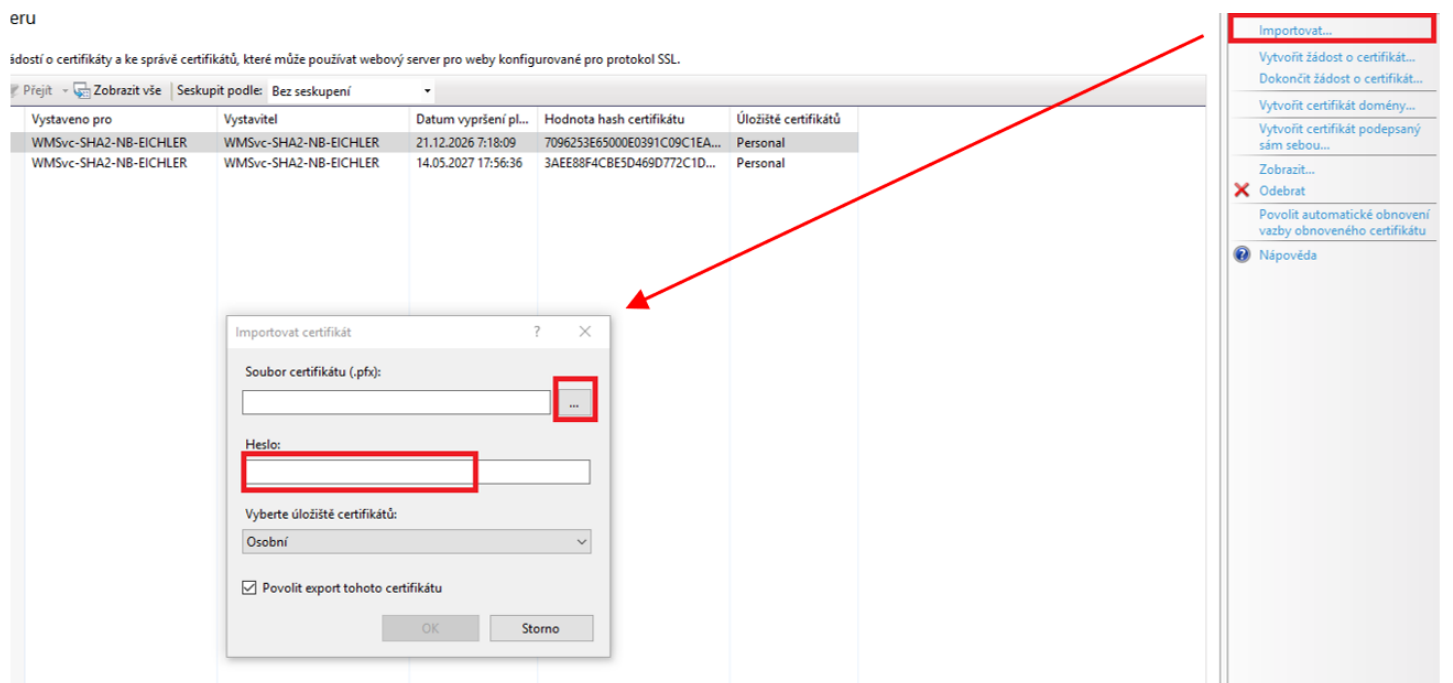 eru
ádostí o certifikáty a ke správě certifikátů, které může používat webový server pro weby konfigurované pro protokol SSL.
Přejít Zobrazit vše Seskupit podle: Bez seskupení
Vystaveno pro Vystavitel Datum vypršení pl... Hodnota hash certifikátu Úložiště certifikátů
WMSvc-SHA2-NB-EICHLER WMSvc-SHA2-NB-EICHLER 21.12.2026 7:18:09 7096253E65000E0391C09C1EA... Personal
WMSvc-SHA2-NB-EICHLER WMSvc-SHA2-NB-EICHLER 14.05.2027 17:56:36 3AEE88F4CBE5D469D772C1D... Personal
Importovat certifikát ?
Soubor certifikátu (.pfx):
...
Heslo:
Vyberte úložiště certifikátů:
Osobní
Povolit export tohoto certifikátu
OK Storno
Importovat...
Vytvořit žádost o certifikát...
Dokončit žádost o certifikát...
Vytvořit certifikát domény...
Vytvořit certifikát podepsaný
sám sebou...
Zobrazit...
Odebrat
Povolit automatické obnovení
vazby obnoveného certifikátu
Nápověda